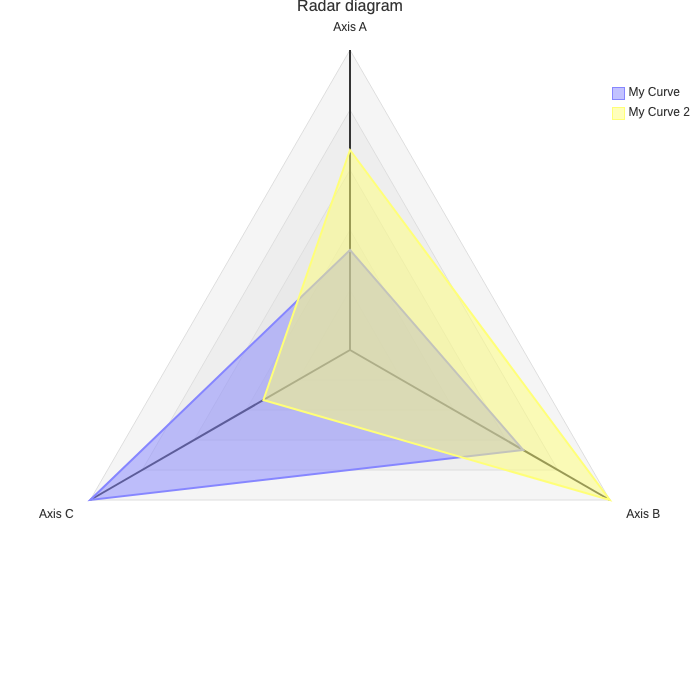 Radar diagram
Axis A
My Curve
My Curve 2
Axis C
Axis B